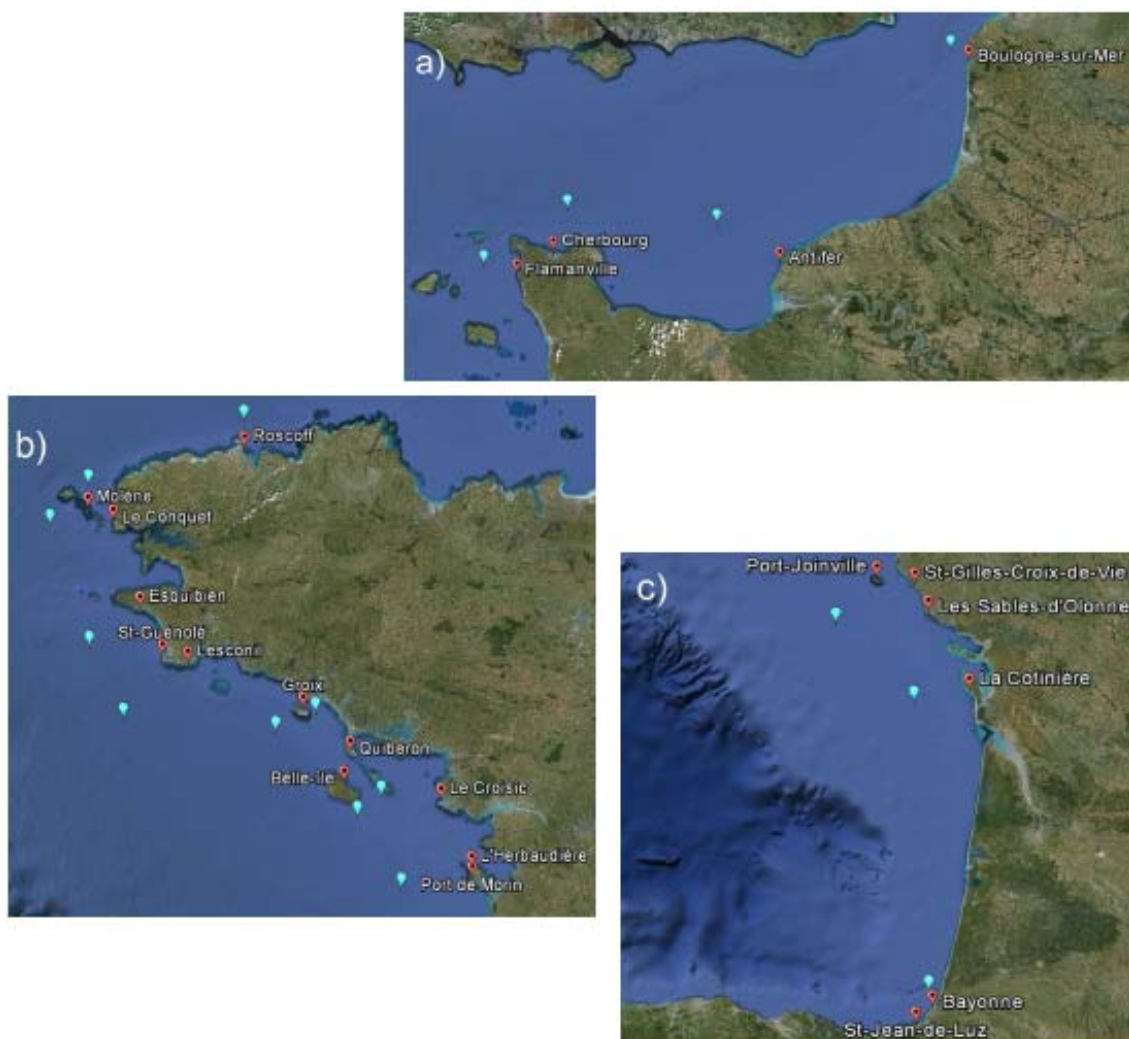 a)
Boulogne-sur-Mer
Cherbourg
Antifer
Flamanville
b)
Roscoff
Molène
Le Conquet
Esquibien
St-Guénolé
Lesconil
Groix
Quiberon
Belle-île
Le Croisic
L'Herbaudière
Port de Morin
c)
Port-Joinville
St-Gilles-Croix-de-Vie
Les Sables-d'Olonne
La Cotinière
Bayonne
St-Jean-de-Luz